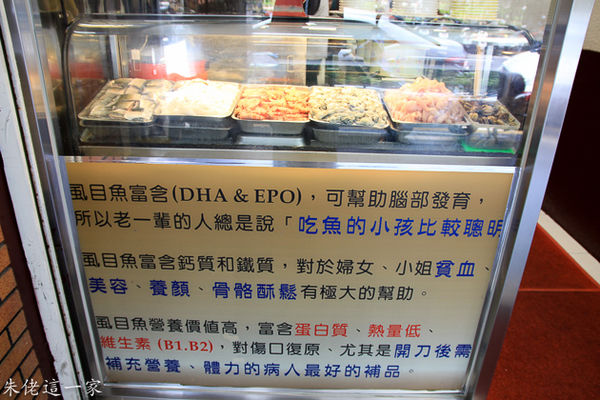 虱目魚富含(DHA & EPO)，可幫助腦部發育，
所以老一輩的人總是說「吃魚的小孩比較聰明
虱目魚富含鈣質和鐵質，對於婦女、小姐貧血、
美容、養顏、骨骼酥鬆有極大的幫助。
虱目魚營養價值高，富含蛋白質、熱量低、
維生素 (B1.B2)，對傷口復原、尤其是開刀後需
補充營養、體力的病人最好的補品。
朱佬這一家